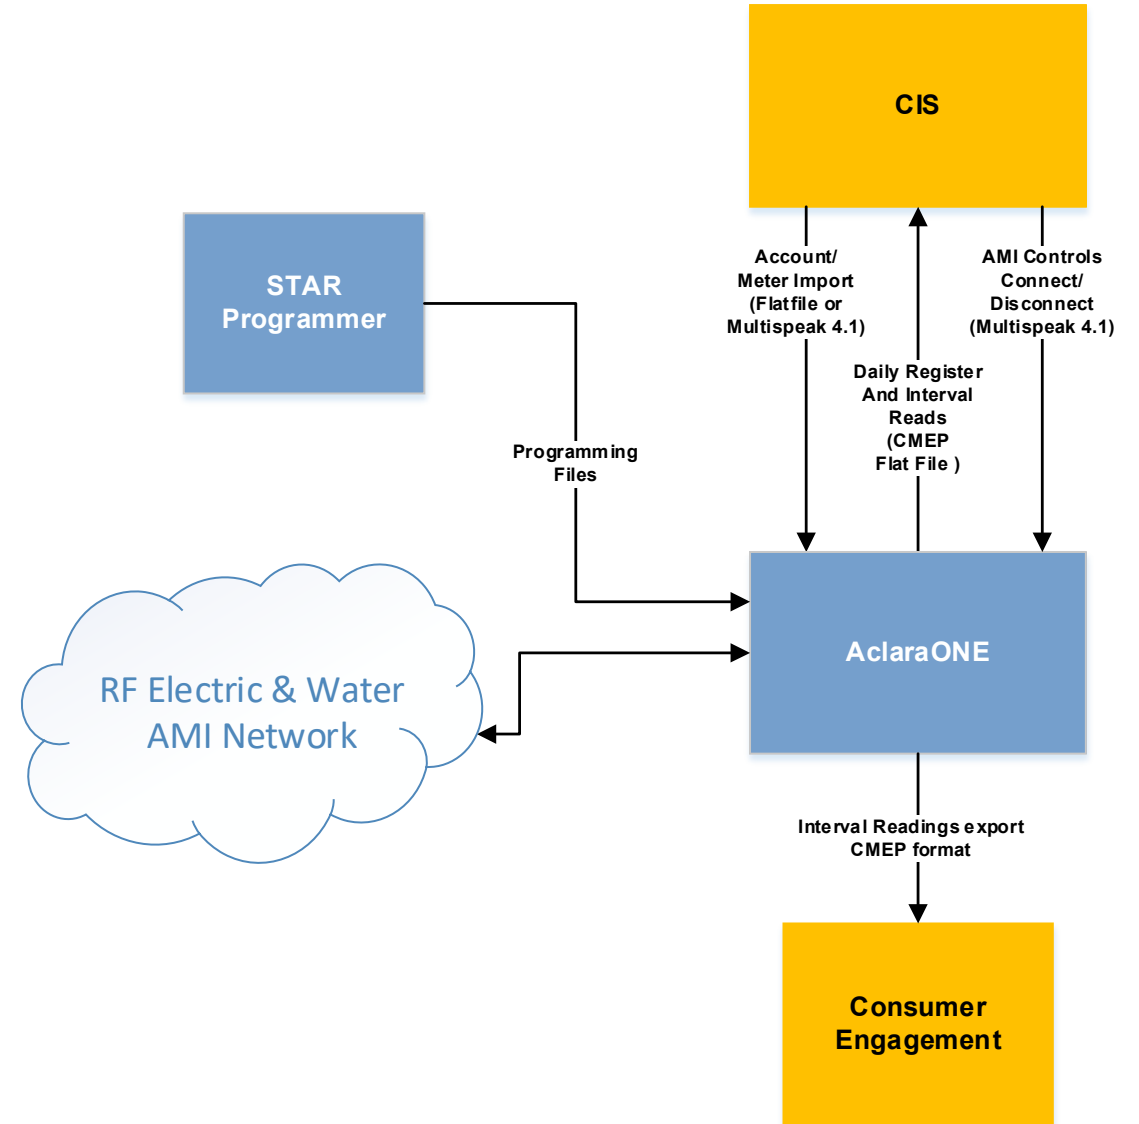 CIS
STAR
Programmer
Account/
Meter Import
(Flatfile or
Multispeak 4.1)
AMI Controls
Connect/
Disconnect
(Multispeak 4.1)
Daily Register
And Interval
Reads
(CMEP
Flat File )
Programming
Files
AclaraONE
RF Electric & Water
AMI Network
Interval Readings export
CMEP format
Consumer
Engagement